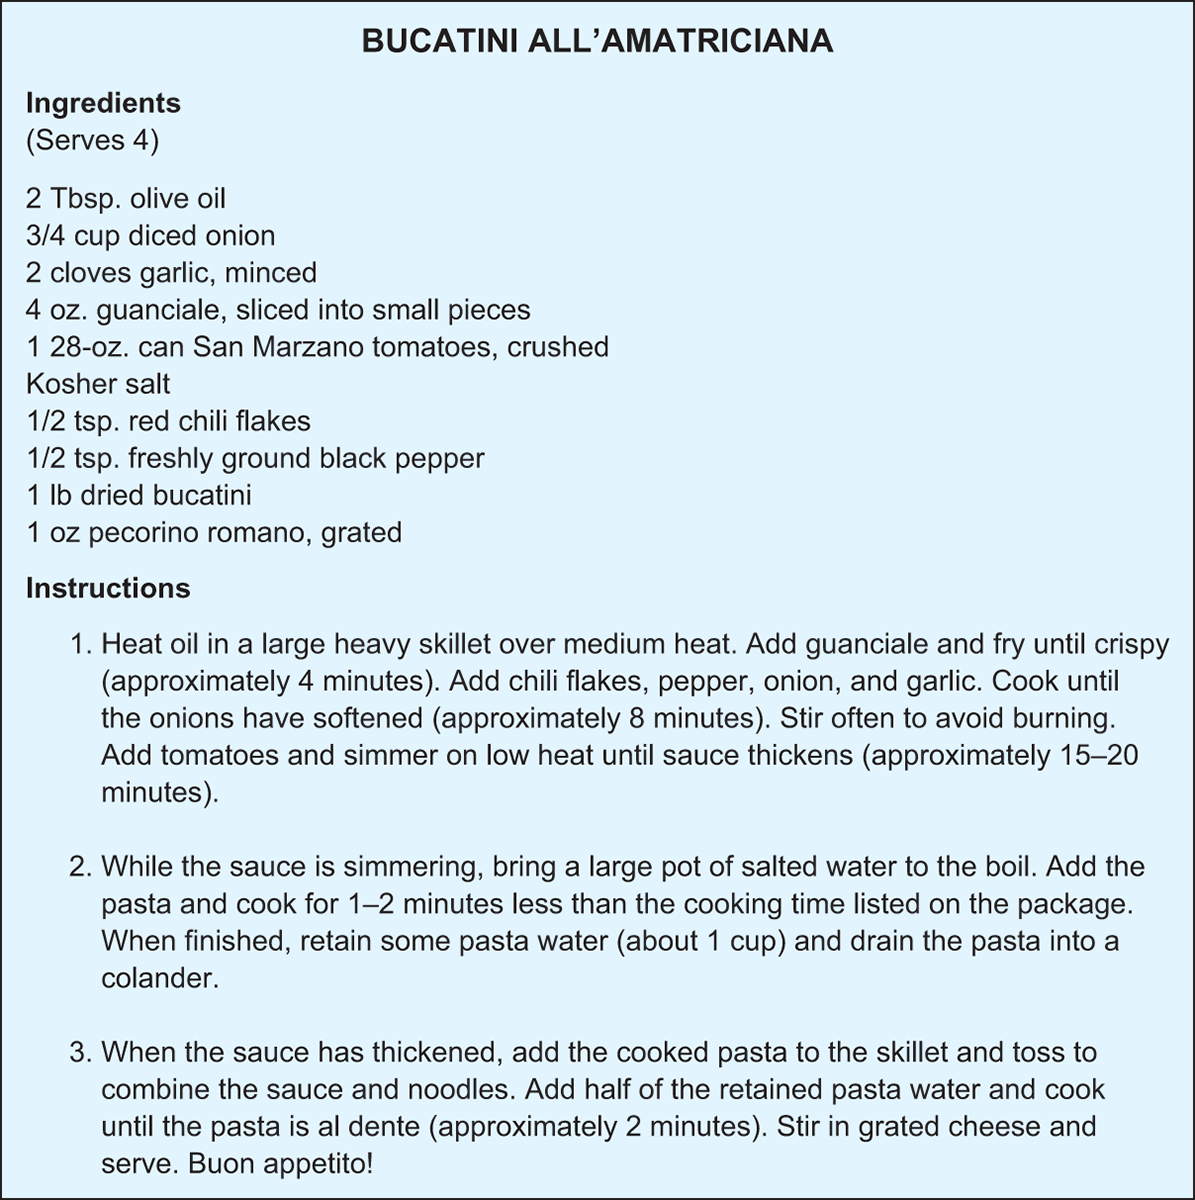 BUCATINI ALL’AMATRICIANA
Ingredients
(Serves 4)
2 Tbsp. olive oil
3/4 cup diced onion
2 cloves garlic, minced
4 oz. guanciale, sliced into small pieces
1 28-oz. can San Marzano tomatoes, crushed
Kosher salt
1/2 tsp. red chili flakes
1/2 tsp. freshly ground black pepper
1 lb dried bucatini
1 oz pecorino romano, grated
Instructions
1. Heat oil in a large heavy skillet over medium heat. Add guanciale and fry until crispy
(approximately 4 minutes). Add chili flakes, pepper, onion, and garlic. Cook until
the onions have softened (approximately 8 minutes). Stir often to avoid burning.
Add tomatoes and simmer on low heat until sauce thickens (approximately 15–20
minutes).
2. While the sauce is simmering, bring a large pot of salted water to the boil. Add the
pasta and cook for 1–2 minutes less than the cooking time listed on the package.
When finished, retain some pasta water (about 1 cup) and drain the pasta into a
colander.
3. When the sauce has thickened, add the cooked pasta to the skillet and toss to
combine the sauce and noodles. Add half of the retained pasta water and cook
until the pasta is al dente (approximately 2 minutes). Stir in grated cheese and
serve. Buon appetito!